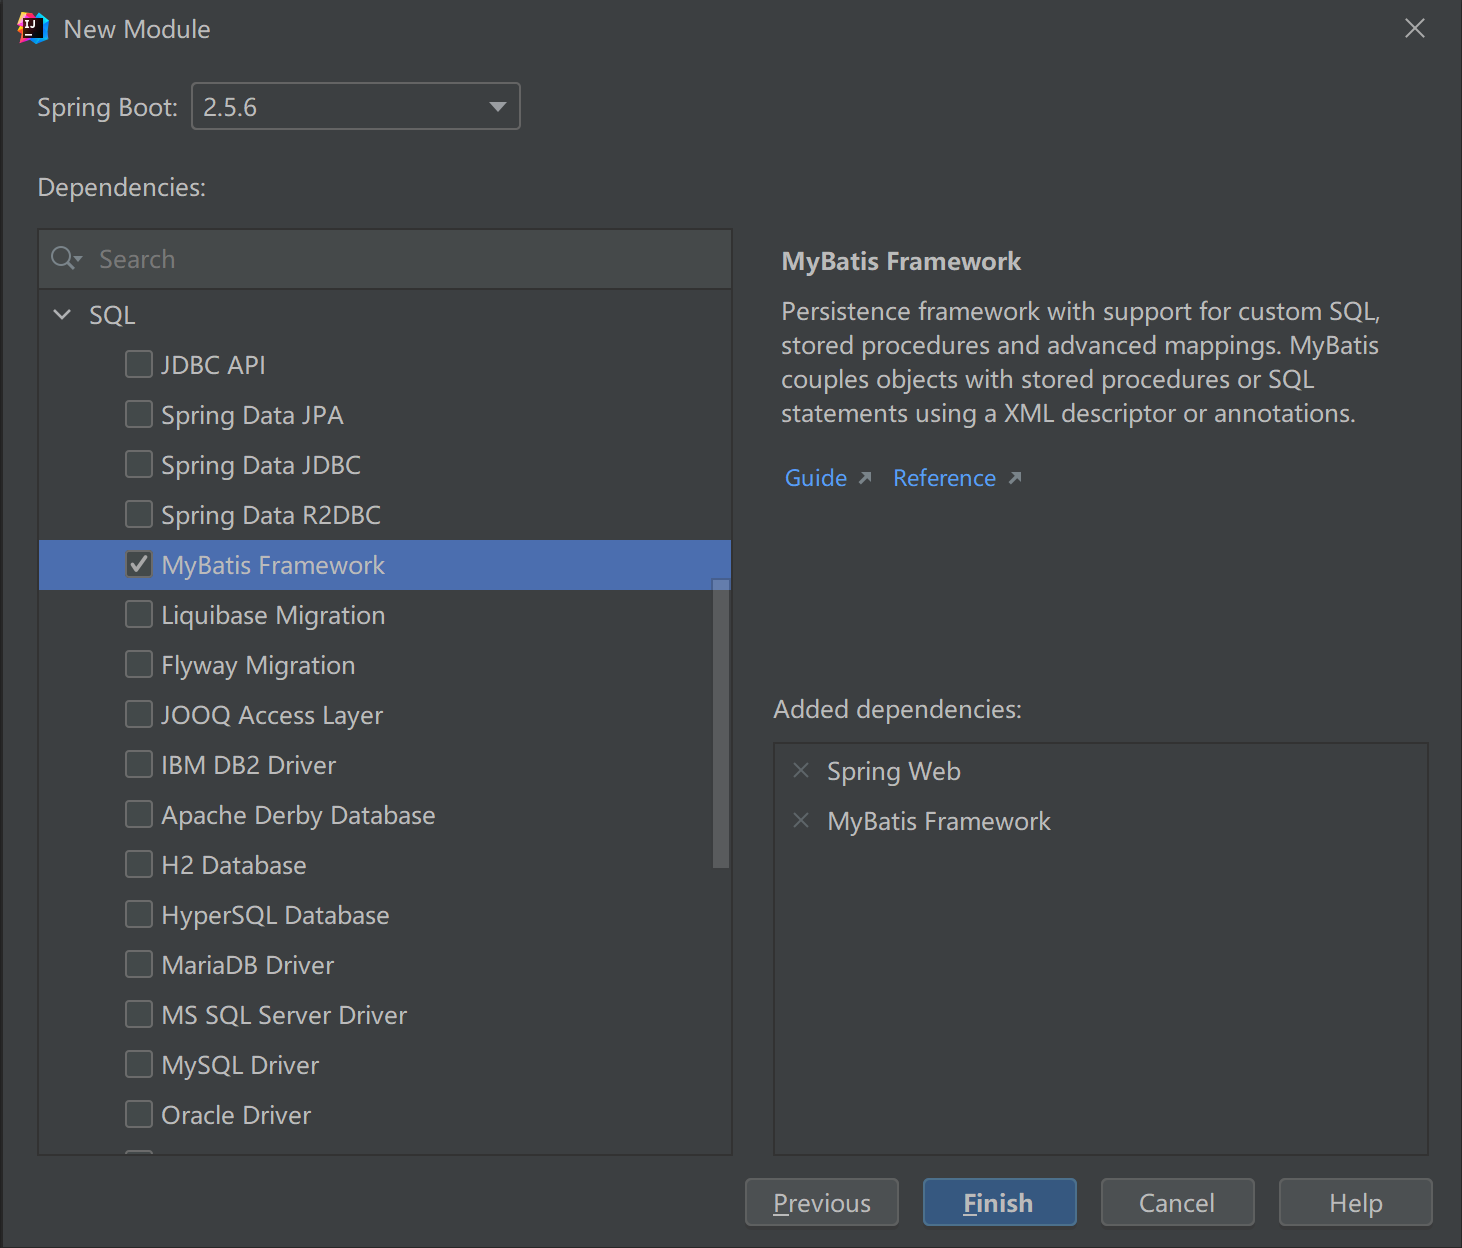 New Module
Spring Boot: 2.5.6
Dependencies:
Search
SQL
JDBC API
Spring Data JPA
Spring Data JDBC
Spring Data R2DBC
MyBatis Framework
Liquibase Migration
Flyway Migration
JOOQ Access Layer
IBM DB2 Driver
Apache Derby Database
H2 Database
HyperSQL Database
MariaDB Driver
MS SQL Server Driver
MySQL Driver
Oracle Driver
MyBatis Framework
Persistence framework with support for custom SQL,
stored procedures and advanced mappings. MyBatis
couples objects with stored procedures or SQL
statements using a XML descriptor or annotations.
Guide Reference
Added dependencies:
Spring Web
MyBatis Framework
Previous Finish Cancel Help